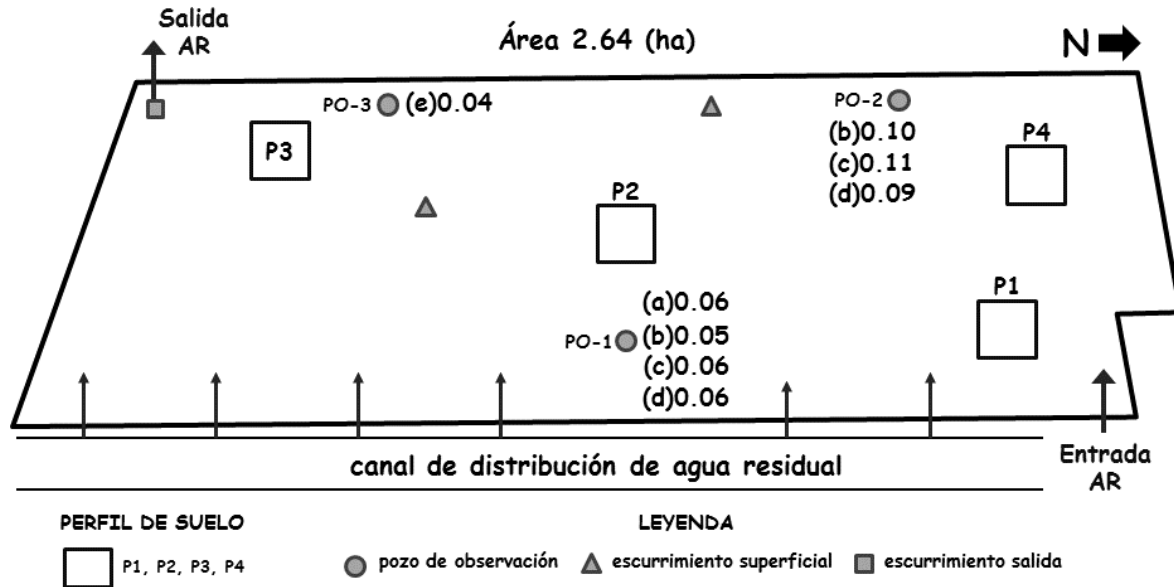 Salida
AR
Área 2.64 (ha)
N
PO-3 (e)0.04
PO-2
(b)0.10
(c)0.11
(d)0.09
P3
P4
P2
P1
(a)0.06
PO-1 (b)0.05
(c)0.06
(d)0.06
canal de distribución de agua residual
Entrada
AR
PERFIL DE SUELO
LEYENDA
P1, P2, P3, P4
pozo de observación
escurrimiento superficial
escurrimiento salida